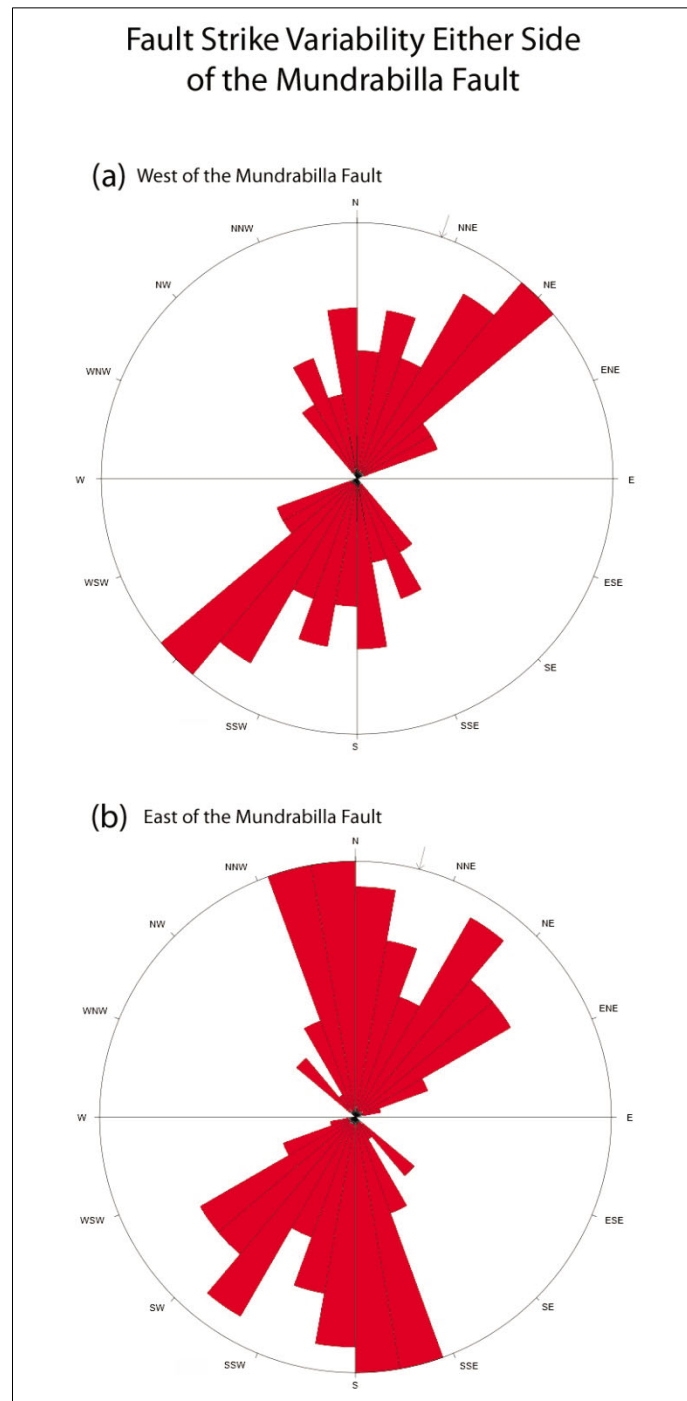 Fault Strike Variability Either Side
of the Mundrabilla Fault
(a) West of the Mundrabilla Fault
N
NNW
NNE
NW
NE
WNW
ENE
W
E
WSW
ESE
SE
SSW
SSE
S
(b) East of the Mundrabilla Fault
N
NNW
NNE
NW
NE
WNW
ENE
W
E
WSW
ESE
SW
SE
SSW
SSE
S